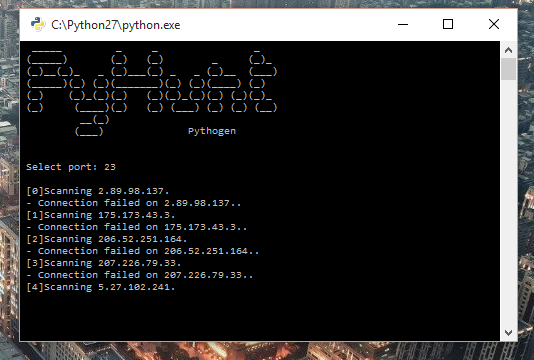 C:\Python27\python.exe
PyHunt
Pythogen
Select port: 23
[0]Scanning 2.89.98.137.
- Connection failed on 2.89.98.137..
[1]Scanning 175.173.43.3.
- Connection failed on 175.173.43.3..
[2]Scanning 206.52.251.164.
- Connection failed on 206.52.251.164..
[3]Scanning 207.226.79.33.
- Connection failed on 207.226.79.33..
[4]Scanning 5.27.102.241.